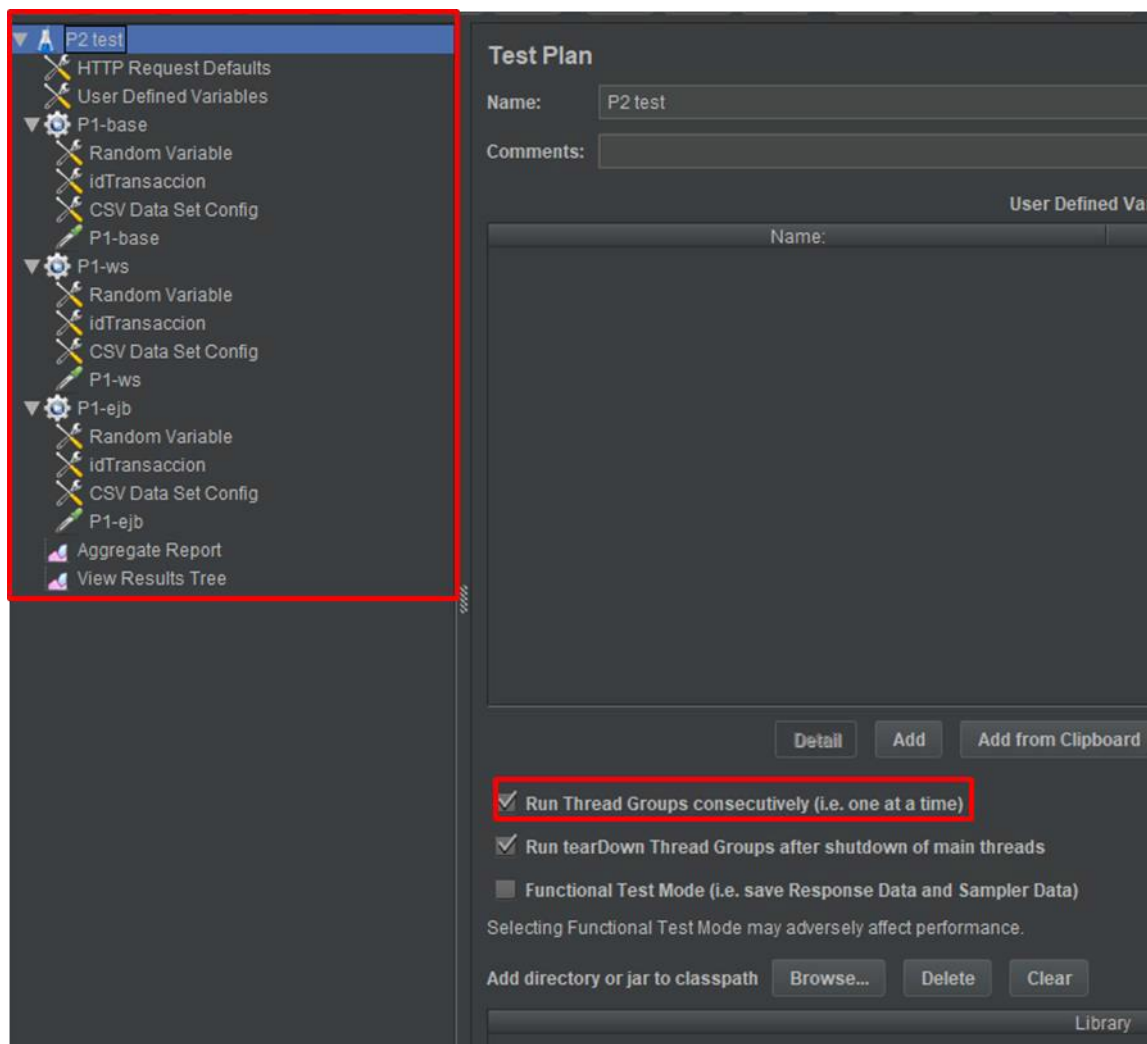 P2 test
HTTP Request Defaults
User Defined Variables
P1-base
Random Variable
idTransaccion
CSV Data Set Config
P1-base
P1-ws
Random Variable
idTransaccion
CSV Data Set Config
P1-ws
P1-ejb
Random Variable
idTransaccion
CSV Data Set Config
P1-ejb
Aggregate Report
View Results Tree
Test Plan
Name: P2 test
Comments:
User Defined Va
Name:
Detail Add Add from Clipboard
Run Thread Groups consecutively (i.e. one at a time)
Run tearDown Thread Groups after shutdown of main threads
Functional Test Mode (i.e. save Response Data and Sampler Data)
Selecting Functional Test Mode may adversely affect performance.
Add directory or jar to classpath Browse... Delete Clear
Library